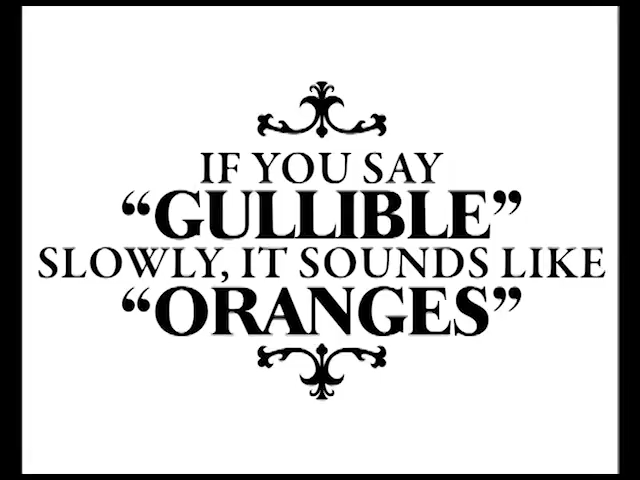 IF YOU SAY
“GULLIBLE”
SLOWLY, IT SOUNDS LIKE
“ORANGES”